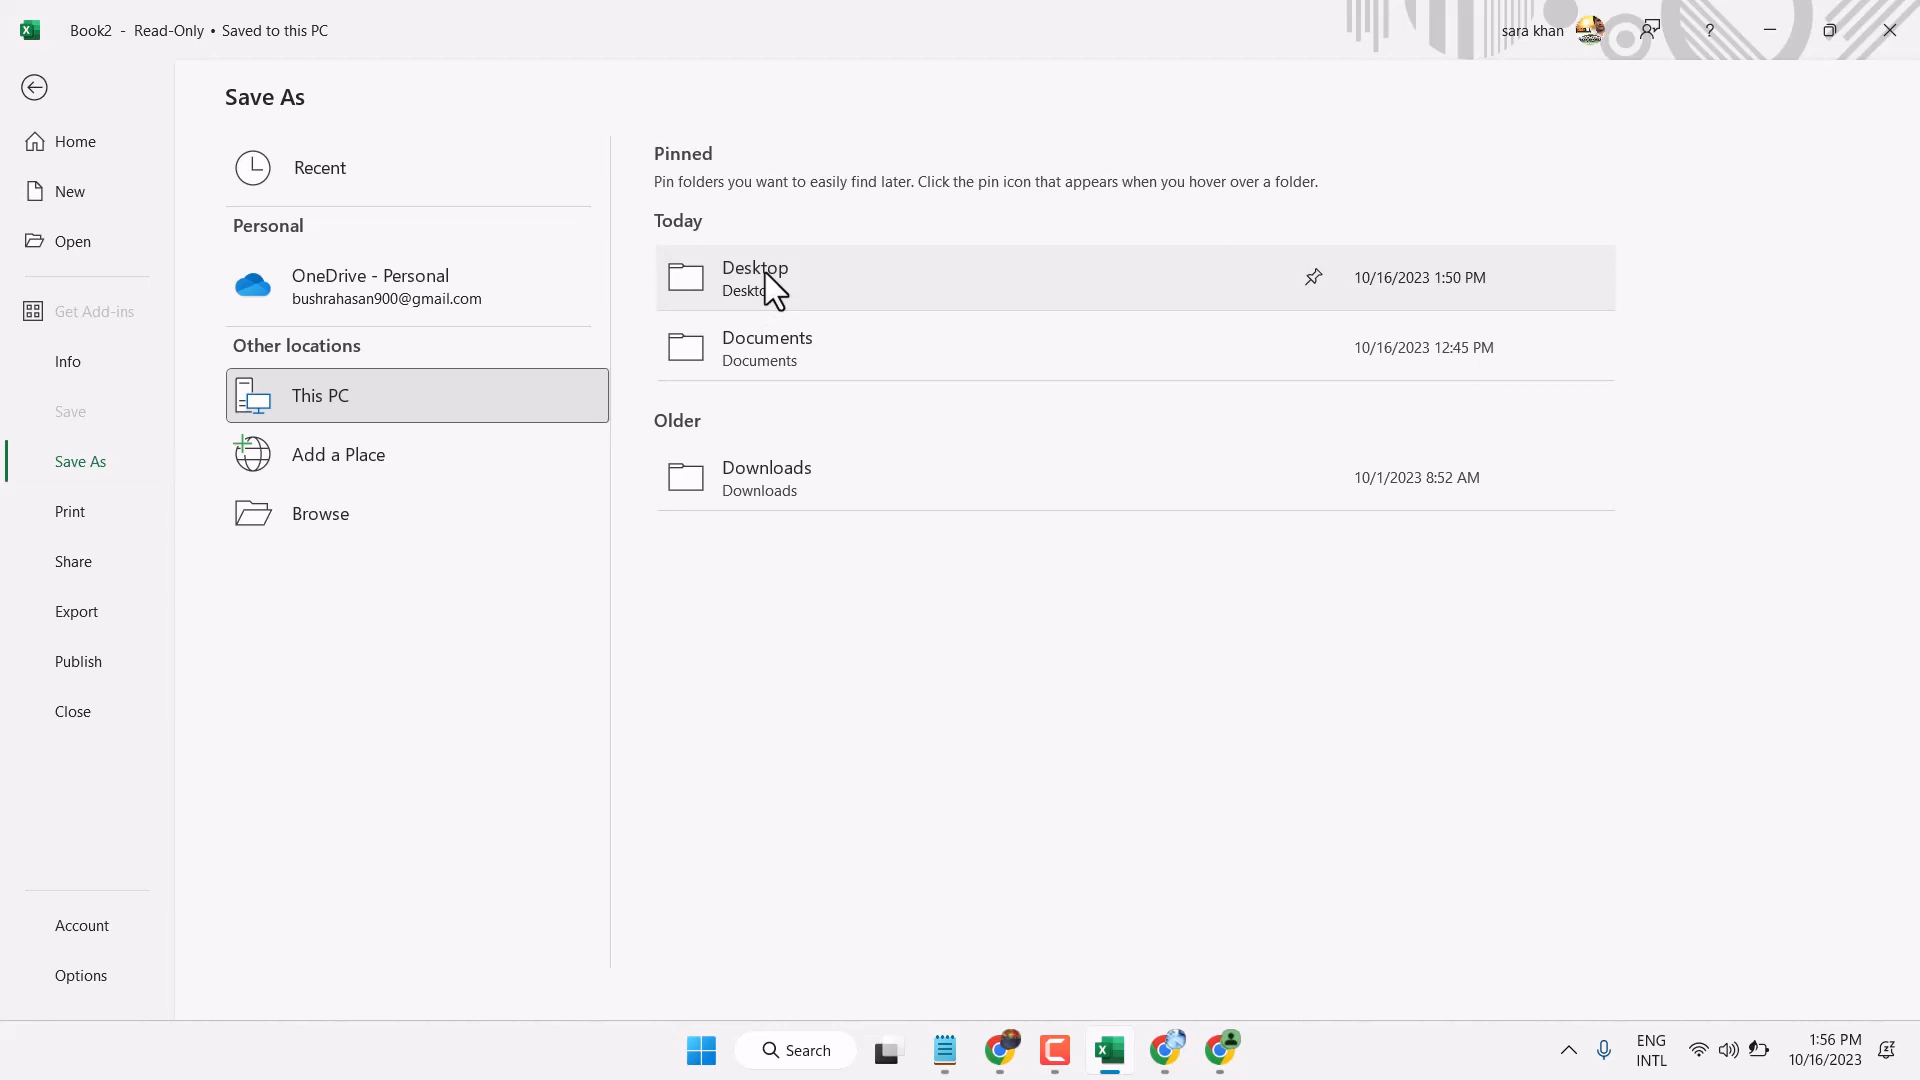 Book2 - Read-Only • Saved to this PC
sara khan
?
Home
New
Open
Get Add-ins
Info
Save
Save As
Print
Share
Export
Publish
Close
Account
Options
Save As
Recent
Personal
OneDrive - Personal
bushrahasan900@gmail.com
Other locations
This PC
Add a Place
Browse
Pinned
Pin folders you want to easily find later. Click the pin icon that appears when you hover over a folder.
Today
Desktop 10/16/2023 1:50 PM
Documents 10/16/2023 12:45 PM
Documents
Older
Downloads 10/1/2023 8:52 AM
Downloads
Search
ENG
INTL
1:56 PM
10/16/2023